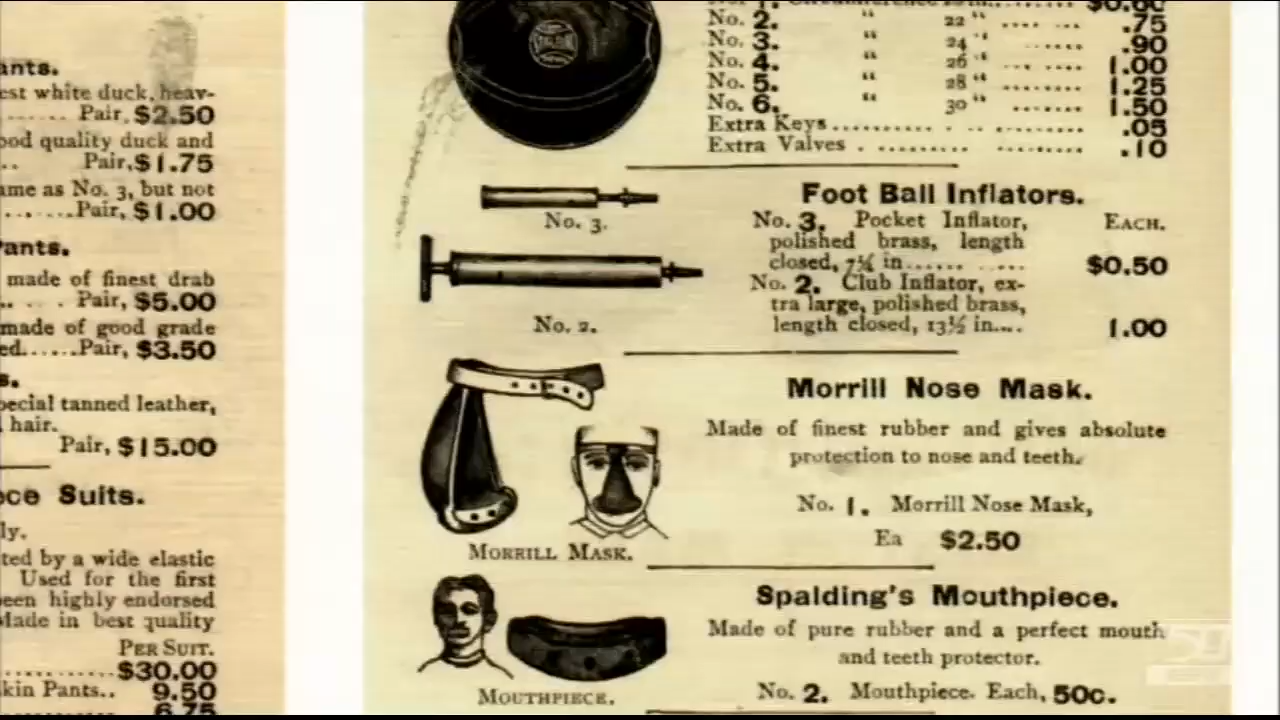 ants.
est white duck, heav-
Pair, $2.50
ood quality duck and
Pair, $1.75
ame as No. 3, but not
Pair, $1.00
Pants.
made of finest drab
Pair, $5.00
made of good grade
ed......Pair, $3.50
s.
pecial tanned leather,
hair.
Pair, $15.00
ece Suits.
ly.
ted by a wide elastic
Used for the first
been highly endorsed
Made in best quality
PER SUIT.
$30.00
kin Pants.. 9.50
6.75
SPALDING
No. 1. $0.60
No. 2. " 22 " .75
No. 3. " 24 " .90
No. 4. " 26 " 1.00
No. 5. " 28 " 1.25
No. 6. " 30 " 1.50
Extra Keys .05
Extra Valves .10
No. 3.
No. 2.
Foot Ball Inflators.
No. 3. Pocket Inflator, EACH.
polished brass, length
closed, 7¼ in. $0.50
No. 2. Club Inflator, ex-
tra large, polished brass,
length closed, 13½ in.... 1.00
MORRILL MASK.
Morrill Nose Mask.
Made of finest rubber and gives absolute
protection to nose and teeth.
No. 1. Morrill Nose Mask,
Ea $2.50
MOUTHPIECE.
Spalding's Mouthpiece.
Made of pure rubber and a perfect mouth
and teeth protector.
No. 2. Mouthpiece. Each, 50c.